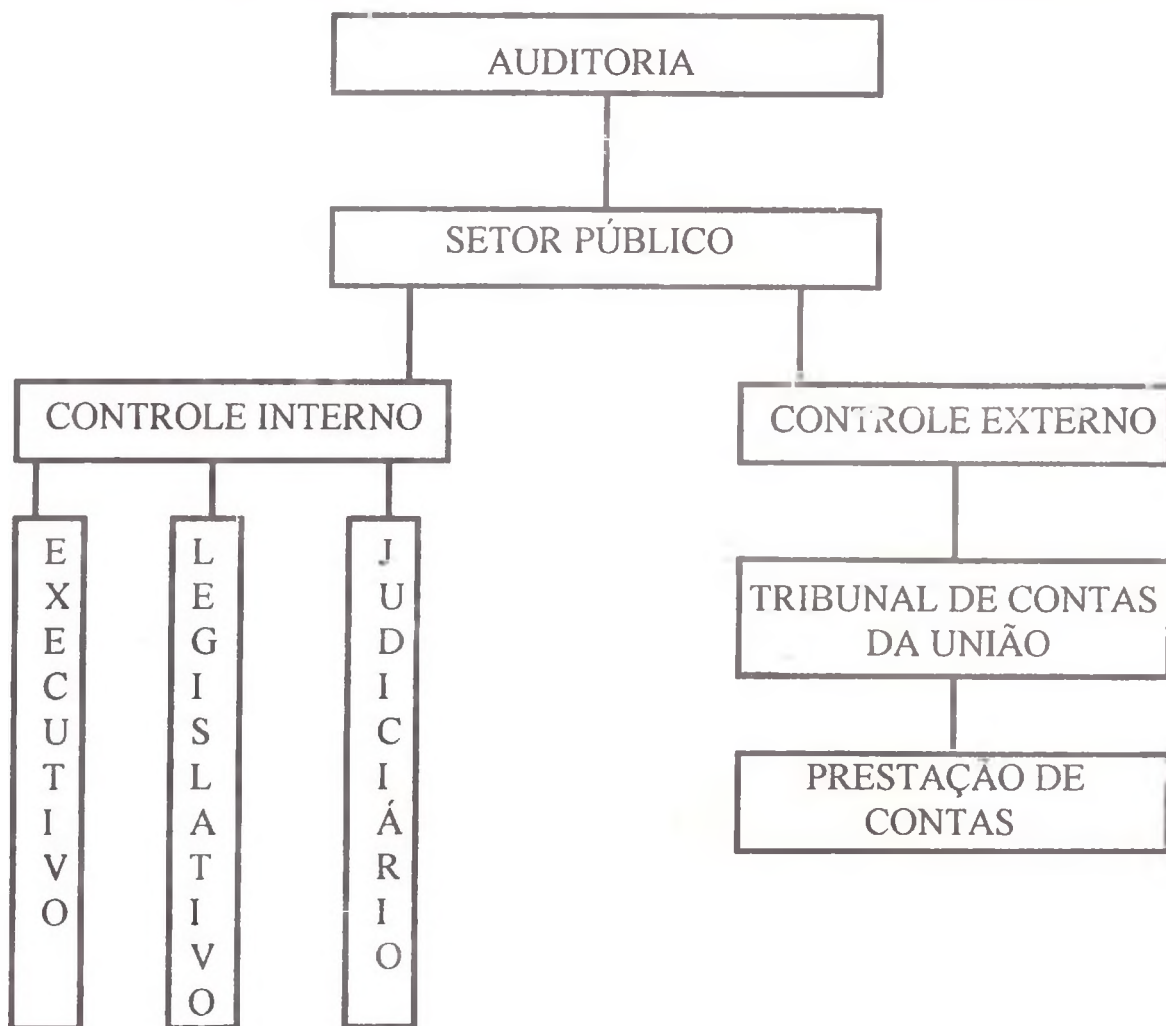 AUDITORIA
SETOR PÚBLICO
CONTROLE INTERNO
CONTROLE EXTERNO
EXECUTIVO
LEGISLATIVO
JUDICIÁRIO
TRIBUNAL DE CONTAS
DA UNIÃO
PRESTAÇÃO DE
CONTAS